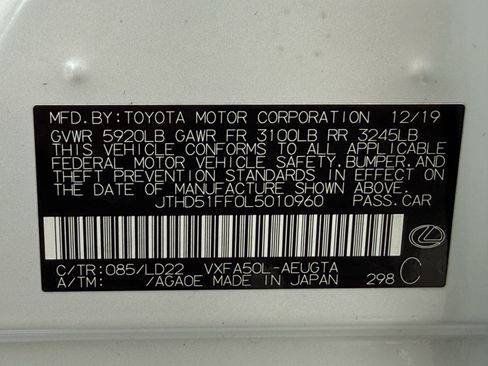 MFD.BY:TOYOTA MOTOR CORPORATION 12/19
GVWR 5920LB GAWR FR 3100LB RR 3245LB
THIS VEHICLE CONFORMS TO ALL APPLICABLE
FEDERAL MOTOR VEHICLE SAFETY,BUMPER,AND
THEFT PREVENTION STANDARDS IN EFFECT ON
THE DATE OF MANUFACTURE SHOWN ABOVE.
JTHD51FF0L5010960 PASS.CAR
C/TR:085/LD22 VXFA50L-AEUGTA
A/TM: /AGA0E MADE IN JAPAN 298 C